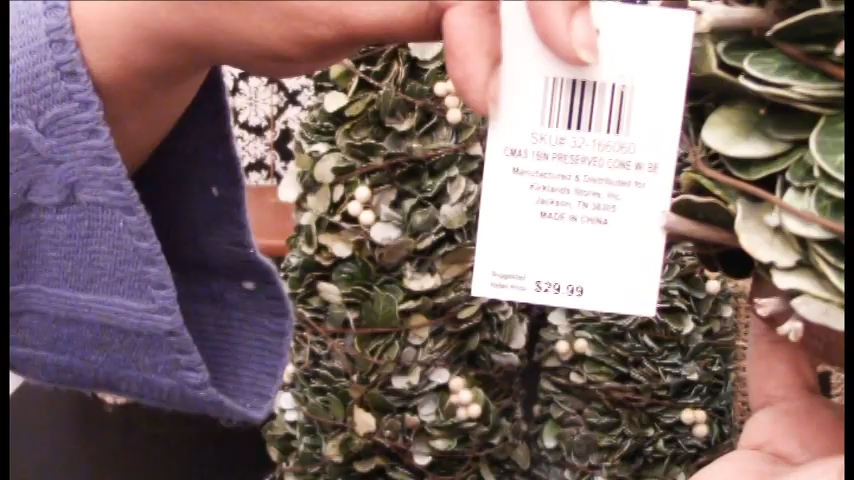 SKU# 32-166060
CMAS 15IN PRESERVED CONE W/ BE
Manufactured & Distributed for
Kirklands Stores, Inc.
Jackson, TN 38305
MADE IN CHINA
Suggested
Retail Price $29.99